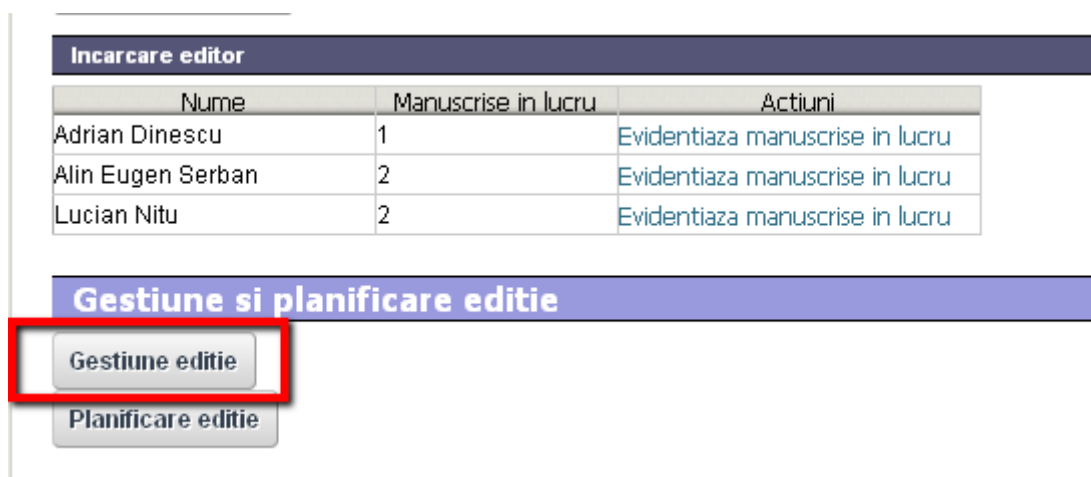 Incarcare editor
Nume Manuscrise in lucru Actiuni
Adrian Dinescu 1 Evidentiaza manuscrise in lucru
Alin Eugen Serban 2 Evidentiaza manuscrise in lucru
Lucian Nitu 2 Evidentiaza manuscrise in lucru
Gestiune si planificare editie
Gestiune editie
Planificare editie